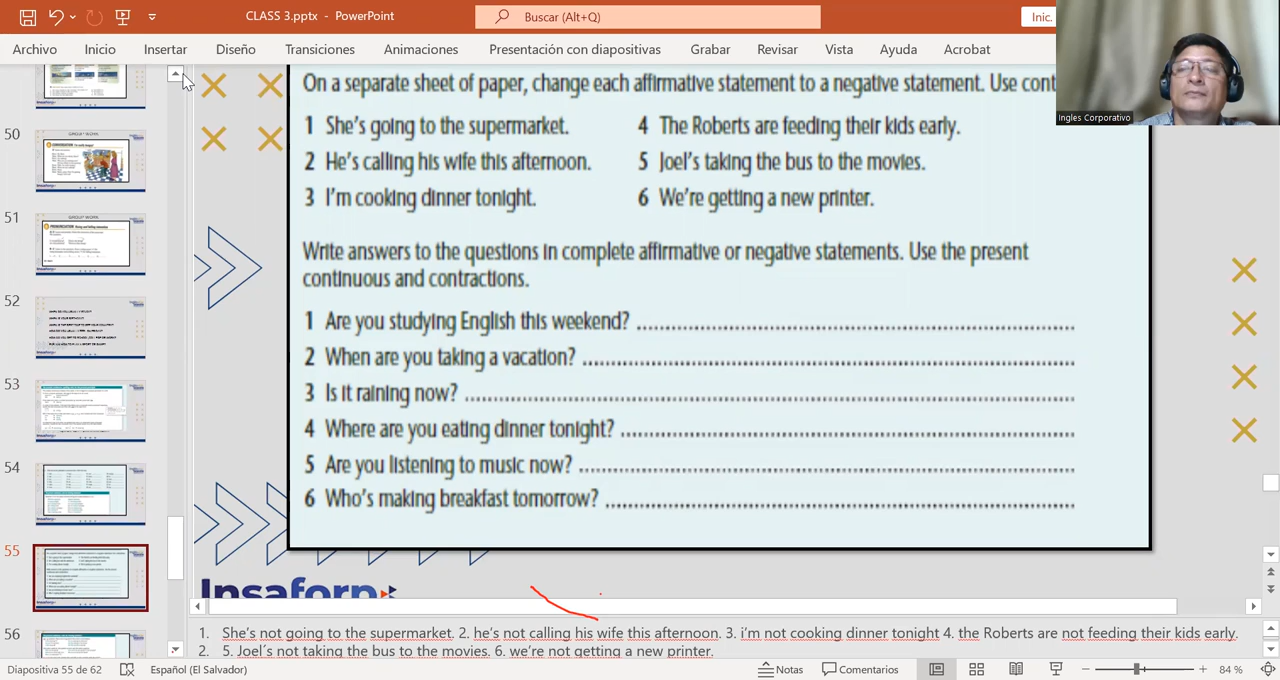 CLASS 3.pptx - PowerPoint
Buscar (Alt+Q)
Inic.
Archivo Inicio Insertar Diseño Transiciones Animaciones Presentación con diapositivas Grabar Revisar Vista Ayuda Acrobat
Ingles Corporativo
On a separate sheet of paper, change each affirmative statement to a negative statement. Use cont
1 She's going to the supermarket.
2 He's calling his wife this afternoon.
3 I'm cooking dinner tonight.
4 The Roberts are feeding their kids early.
5 Joel's taking the bus to the movies.
6 We're getting a new printer.
Write answers to the questions in complete affirmative or negative statements. Use the present
continuous and contractions.
1 Are you studying English this weekend?
2 When are you taking a vacation?
3 Is it raining now?
4 Where are you eating dinner tonight?
5 Are you listening to music now?
6 Who's making breakfast tomorrow?
Insaforp
50
51
52
53
54
55
56
1. She's not going to the supermarket. 2. he's not calling his wife this afternoon. 3. i'm not cooking dinner tonight 4. the Roberts are not feeding their kids early.
2. 5. Joel´s not taking the bus to the movies. 6. we're not getting a new printer.
Diapositiva 55 de 62 Español (El Salvador) Notas Comentarios 84 %